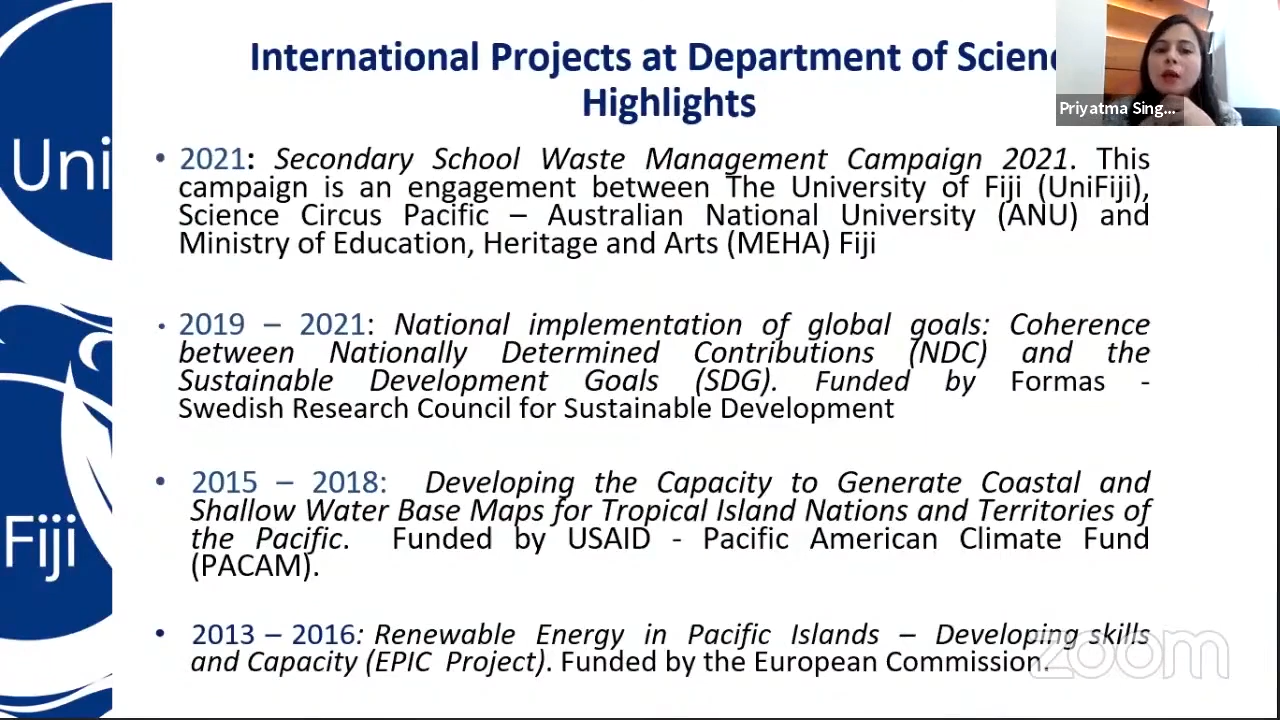 International Projects at Department of Scienc
Highlights
Priyatma Sing...
Uni
Fiji
• 2021: Secondary School Waste Management Campaign 2021. This
campaign is an engagement between The University of Fiji (UniFiji),
Science Circus Pacific – Australian National University (ANU) and
Ministry of Education, Heritage and Arts (MEHA) Fiji
• 2019 – 2021: National implementation of global goals: Coherence
between Nationally Determined Contributions (NDC) and the
Sustainable Development Goals (SDG). Funded by Formas -
Swedish Research Council for Sustainable Development
• 2015 – 2018: Developing the Capacity to Generate Coastal and
Shallow Water Base Maps for Tropical Island Nations and Territories of
the Pacific. Funded by USAID - Pacific American Climate Fund
(PACAM).
• 2013 – 2016: Renewable Energy in Pacific Islands – Developing skills
and Capacity (EPIC Project). Funded by the European Commission.
zoom